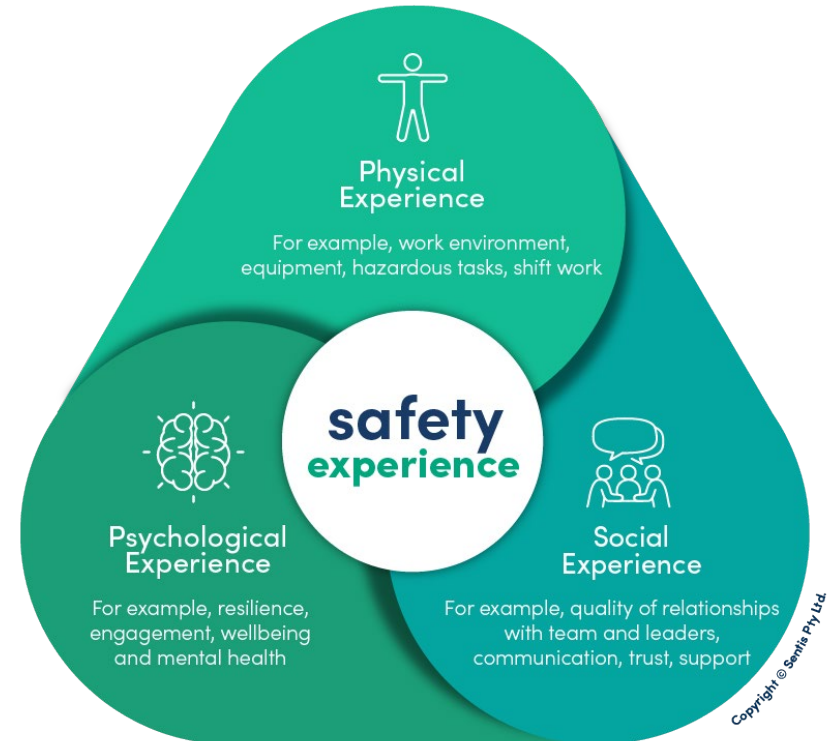 Physical
Experience
For example, work environment,
equipment, hazardous tasks, shift work
safety
experience
Psychological
Experience
For example, resilience,
engagement, wellbeing
and mental health
Social
Experience
For example, quality of relationships
with team and leaders,
communication, trust, support
Copyright © Sentis Pty Ltd.